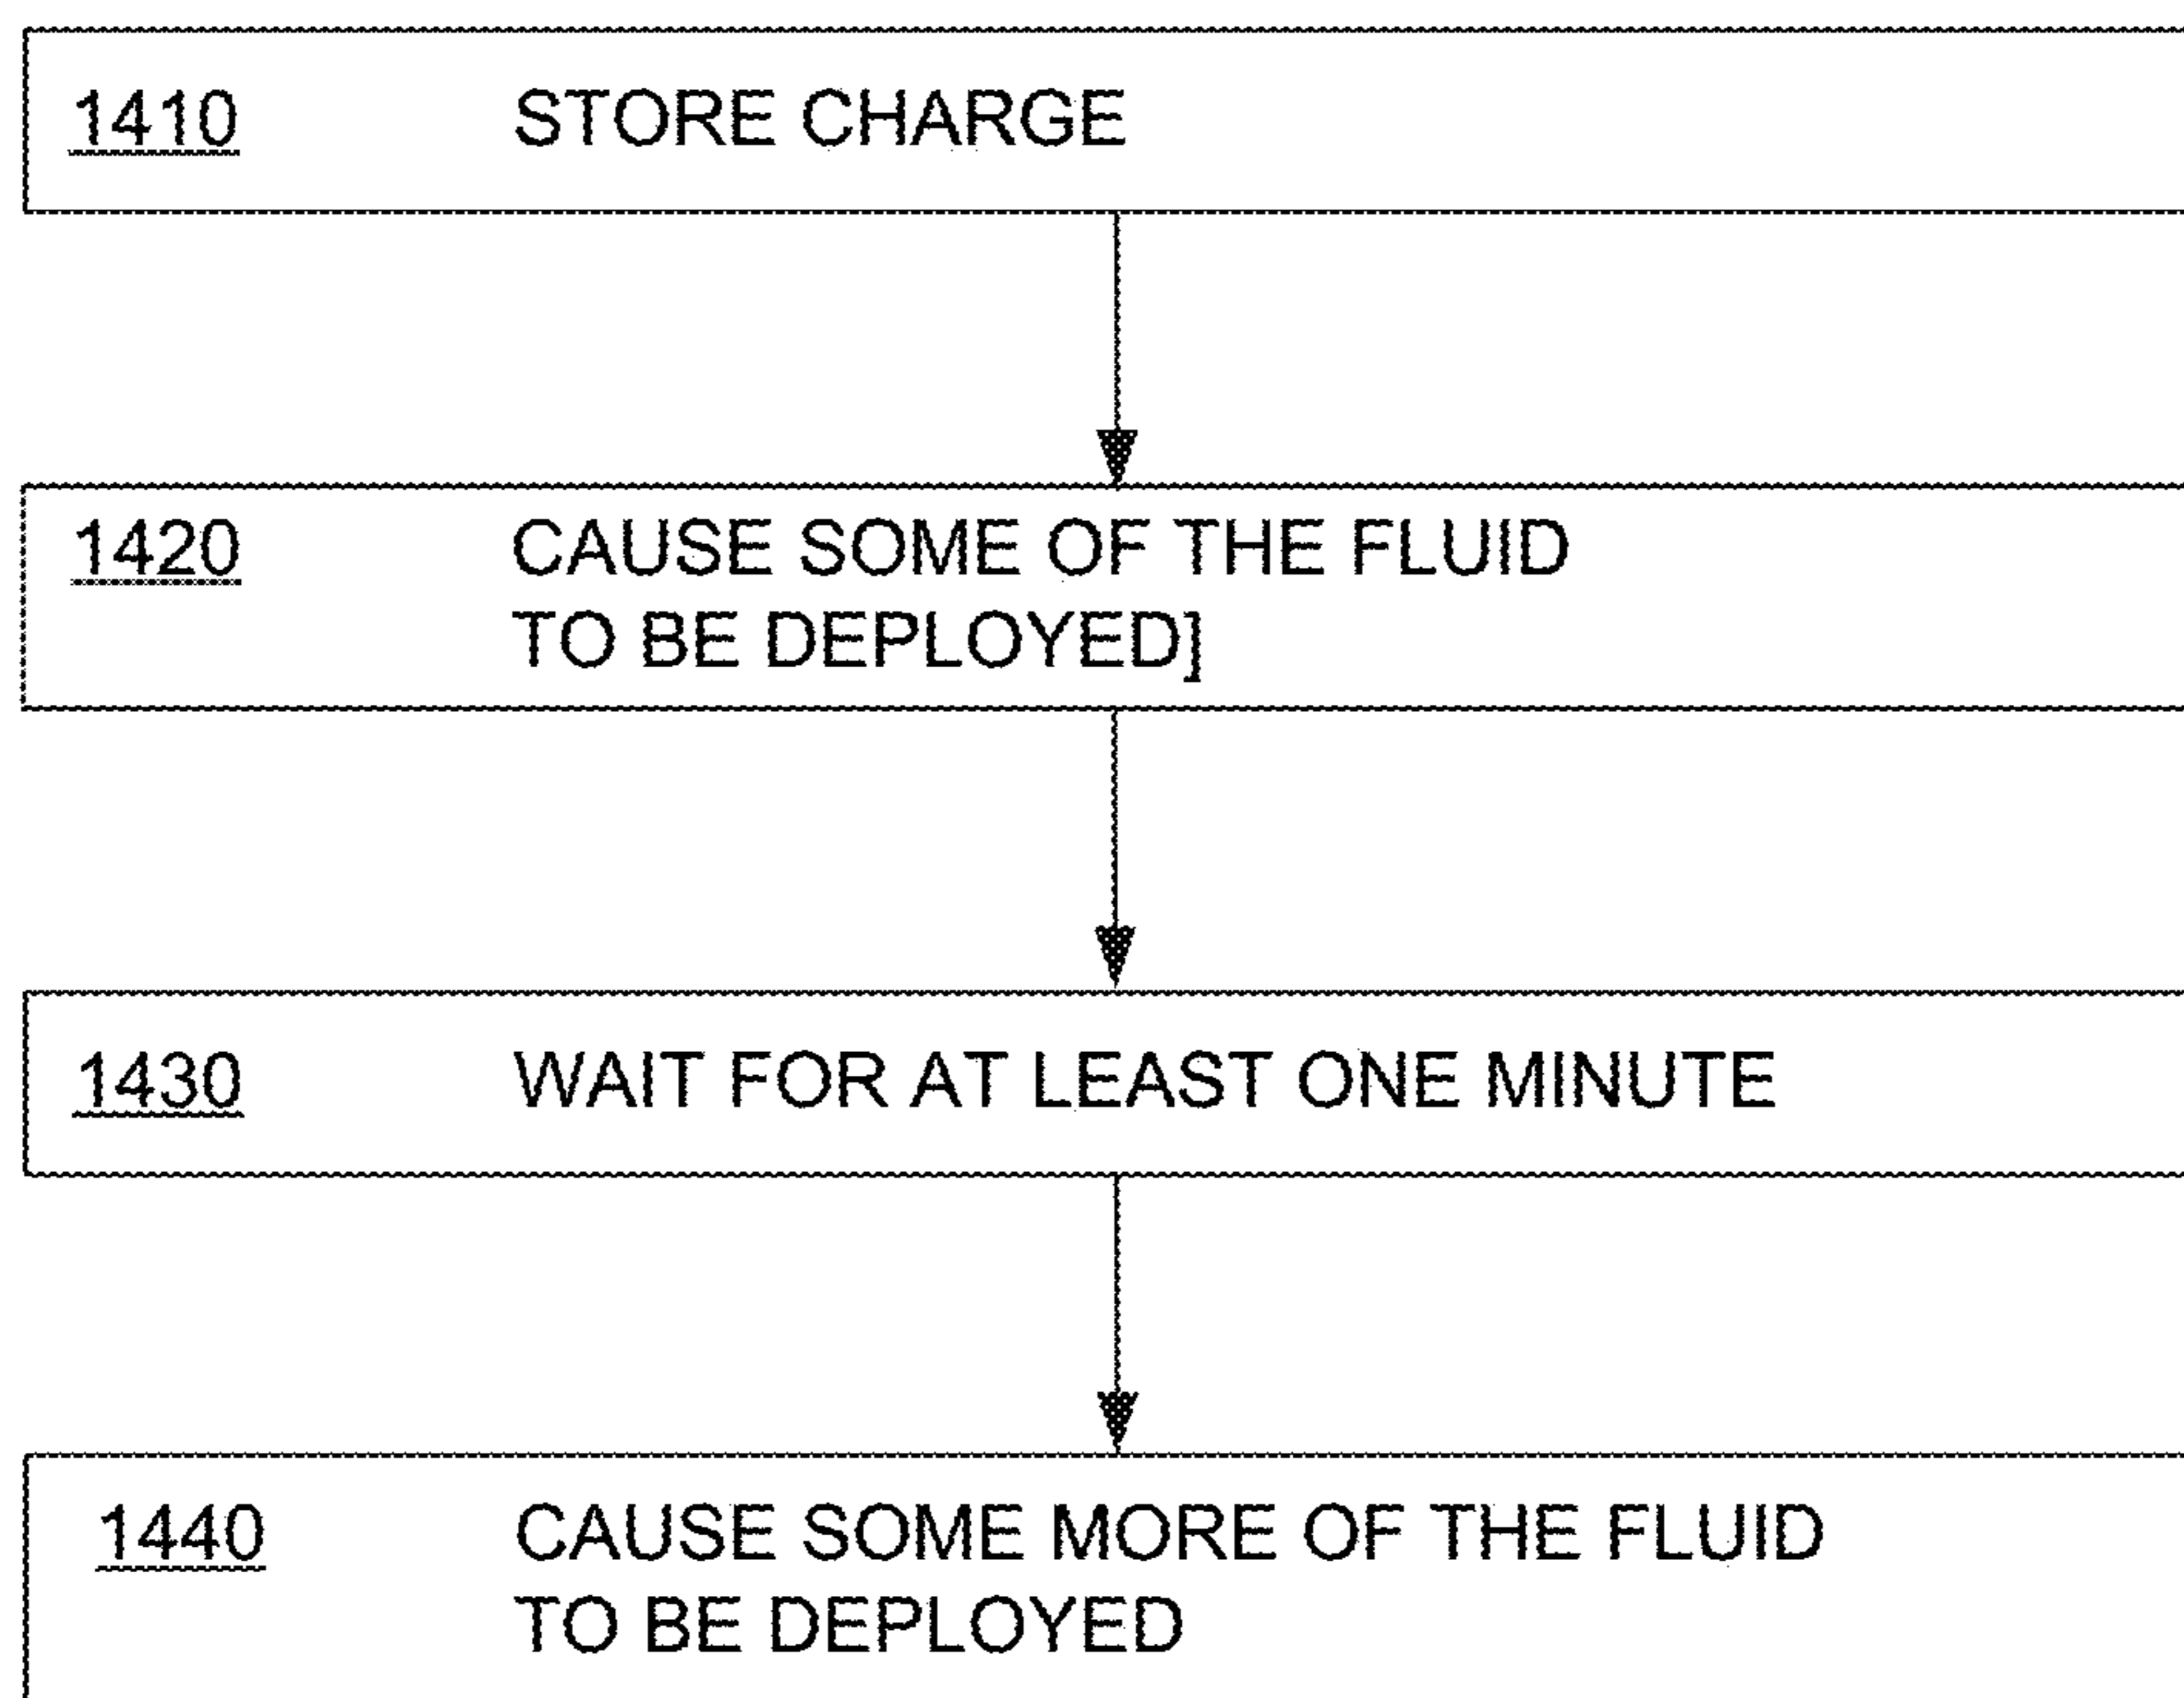 1410 STORE CHARGE
1420 CAUSE SOME OF THE FLUID
TO BE DEPLOYED]
1430 WAIT FOR AT LEAST ONE MINUTE
1440 CAUSE SOME MORE OF THE FLUID
TO BE DEPLOYED